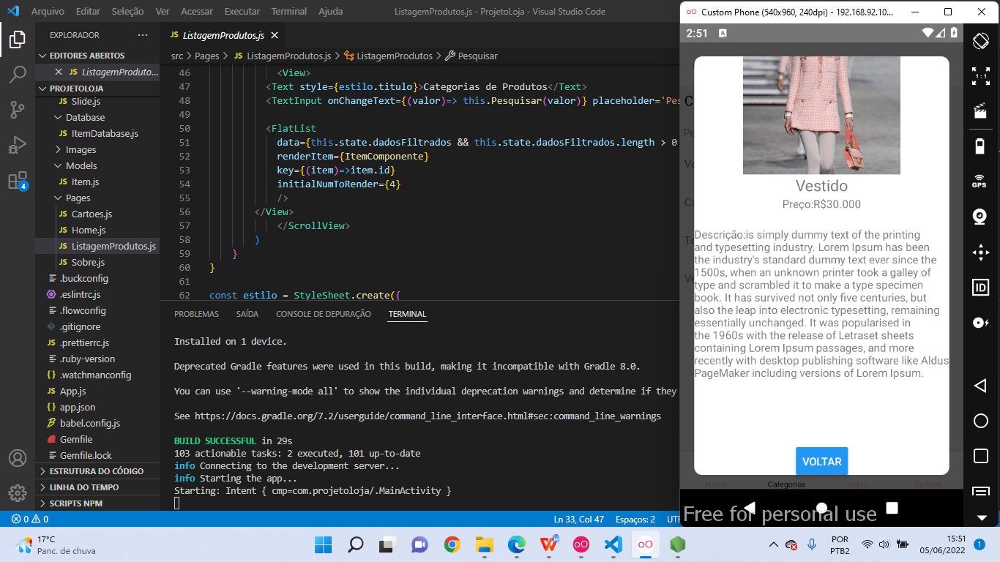 Arquivo Editar Seleção Ver Acessar Executar Terminal Ajuda ListagemProdutos.js - ProjetoLoja - Visual Studio Code
EXPLORADOR
EDITORES ABERTOS
JS ListagemProduto...
PROJETOLOJA
JS Slide.js
Database
JS ItemDatabase.js
Images
Models
JS Item.js
Pages
JS Cartoes.js
JS Home.js
JS ListagemProdutos.js
JS Sobre.js
.buckconfig
.eslintrc.js
.flowconfig
.gitignore
JS .prettierrc.js
.ruby-version
{} .watchmanconfig
JS App.js
{} app.json
babel.config.js
Gemfile
Gemfile.lock
ESTRUTURA DO CÓDIGO
LINHA DO TEMPO
SCRIPTS NPM
4
JS ListagemProdutos.js
src > Pages > JS ListagemProdutos.js > ListagemProdutos > Pesquisar
46 <View>
47 <Text style={estilo.titulo}>Categorias de Produtos</Text>
48 <TextInput onChangeText={(valor)=> this.Pesquisar(valor)} placeholder='Pes
49
50 <FlatList
51 data={this.state.dadosFiltrados && this.state.dadosFiltrados.length > 0
52 renderItem={ItemComponente}
53 key={(item)=>item.id}
54 initialNumToRender={4}
55 />
56 </View>
57 </ScrollView>
58 )
59 }
60 }
61
62 const estilo = StyleSheet.create({
PROBLEMAS SAÍDA CONSOLE DE DEPURAÇÃO TERMINAL
Installed on 1 device.
Deprecated Gradle features were used in this build, making it incompatible with Gradle 8.0.
You can use '--warning-mode all' to show the individual deprecation warnings and determine if they
See https://docs.gradle.org/7.2/userguide/command_line_interface.html#sec:command_line_warnings
BUILD SUCCESSFUL in 29s
103 actionable tasks: 2 executed, 101 up-to-date
info Connecting to the development server...
info Starting the app...
Starting: Intent { cmp=com.projetoloja/.MainActivity }
0 0 Ln 33, Col 47 Espaços: 2 UTF
Custom Phone (540x960, 240dpi) - 192.168.92.10...
2:51 A
Vestido
Preço:R$30.000
Descrição:is simply dummy text of the printing
and typesetting industry. Lorem Ipsum has been
the industry's standard dummy text ever since the
1500s, when an unknown printer took a galley of
type and scrambled it to make a type specimen
book. It has survived not only five centuries, but
also the leap into electronic typesetting, remaining
essentially unchanged. It was popularised in
the 1960s with the release of Letraset sheets
containing Lorem Ipsum passages, and more
recently with desktop publishing software like Aldus
PageMaker including versions of Lorem Ipsum.
VOLTAR
Home Categorias Sobre Cartoes
Free for personal use
1:1
GPS
ID
17°C
Panc. de chuva
POR
PTB2
15:51
05/06/2022
1